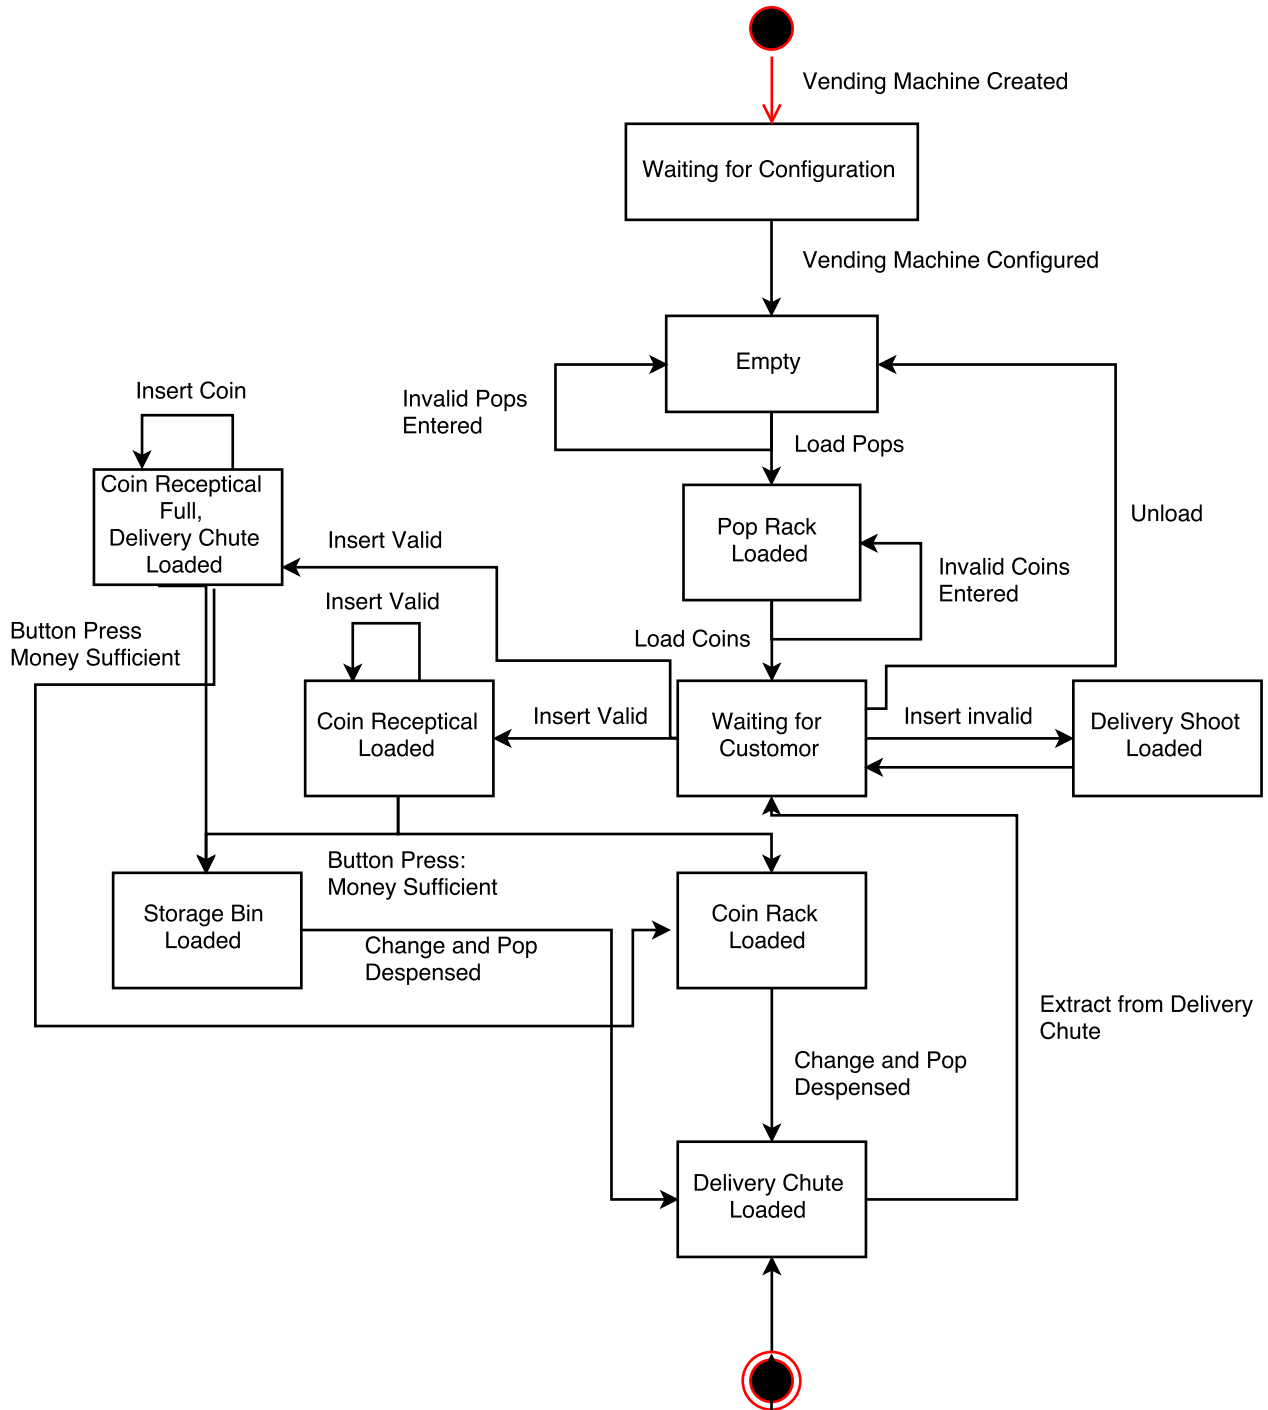 Vending Machine Created
Waiting for Configuration
Vending Machine Configured
Empty
Insert Coin
Invalid Pops
Entered
Load Pops
Coin Receptical
Full,
Delivery Chute
Loaded
Pop Rack
Loaded
Unload
Insert Valid
Invalid Coins
Entered
Insert Valid
Button Press
Money Sufficient
Load Coins
Coin Receptical
Loaded
Insert Valid
Waiting for
Customor
Insert invalid
Delivery Shoot
Loaded
Button Press:
Money Sufficient
Storage Bin
Loaded
Coin Rack
Loaded
Change and Pop
Despensed
Extract from Delivery
Chute
Change and Pop
Despensed
Delivery Chute
Loaded